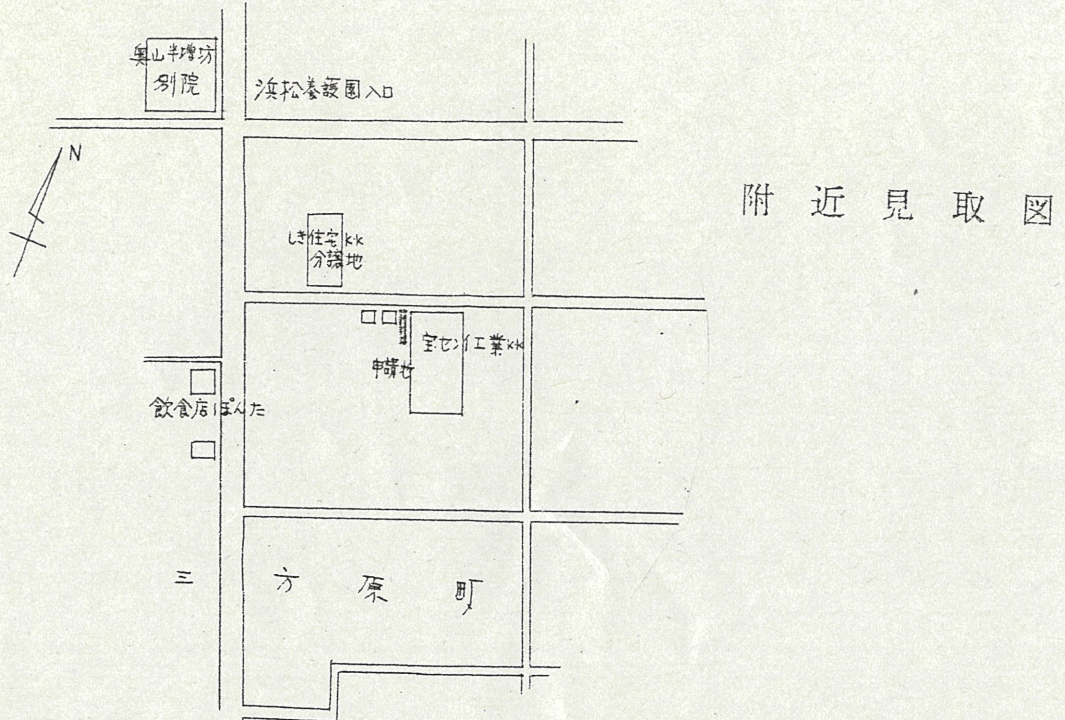 奥山半増坊
別院
浜松養護園入口
N
附近見取図
しき住宅KK
分譲地
宝センイ工業KK
申請地
飲食店ぽんた
三方原町